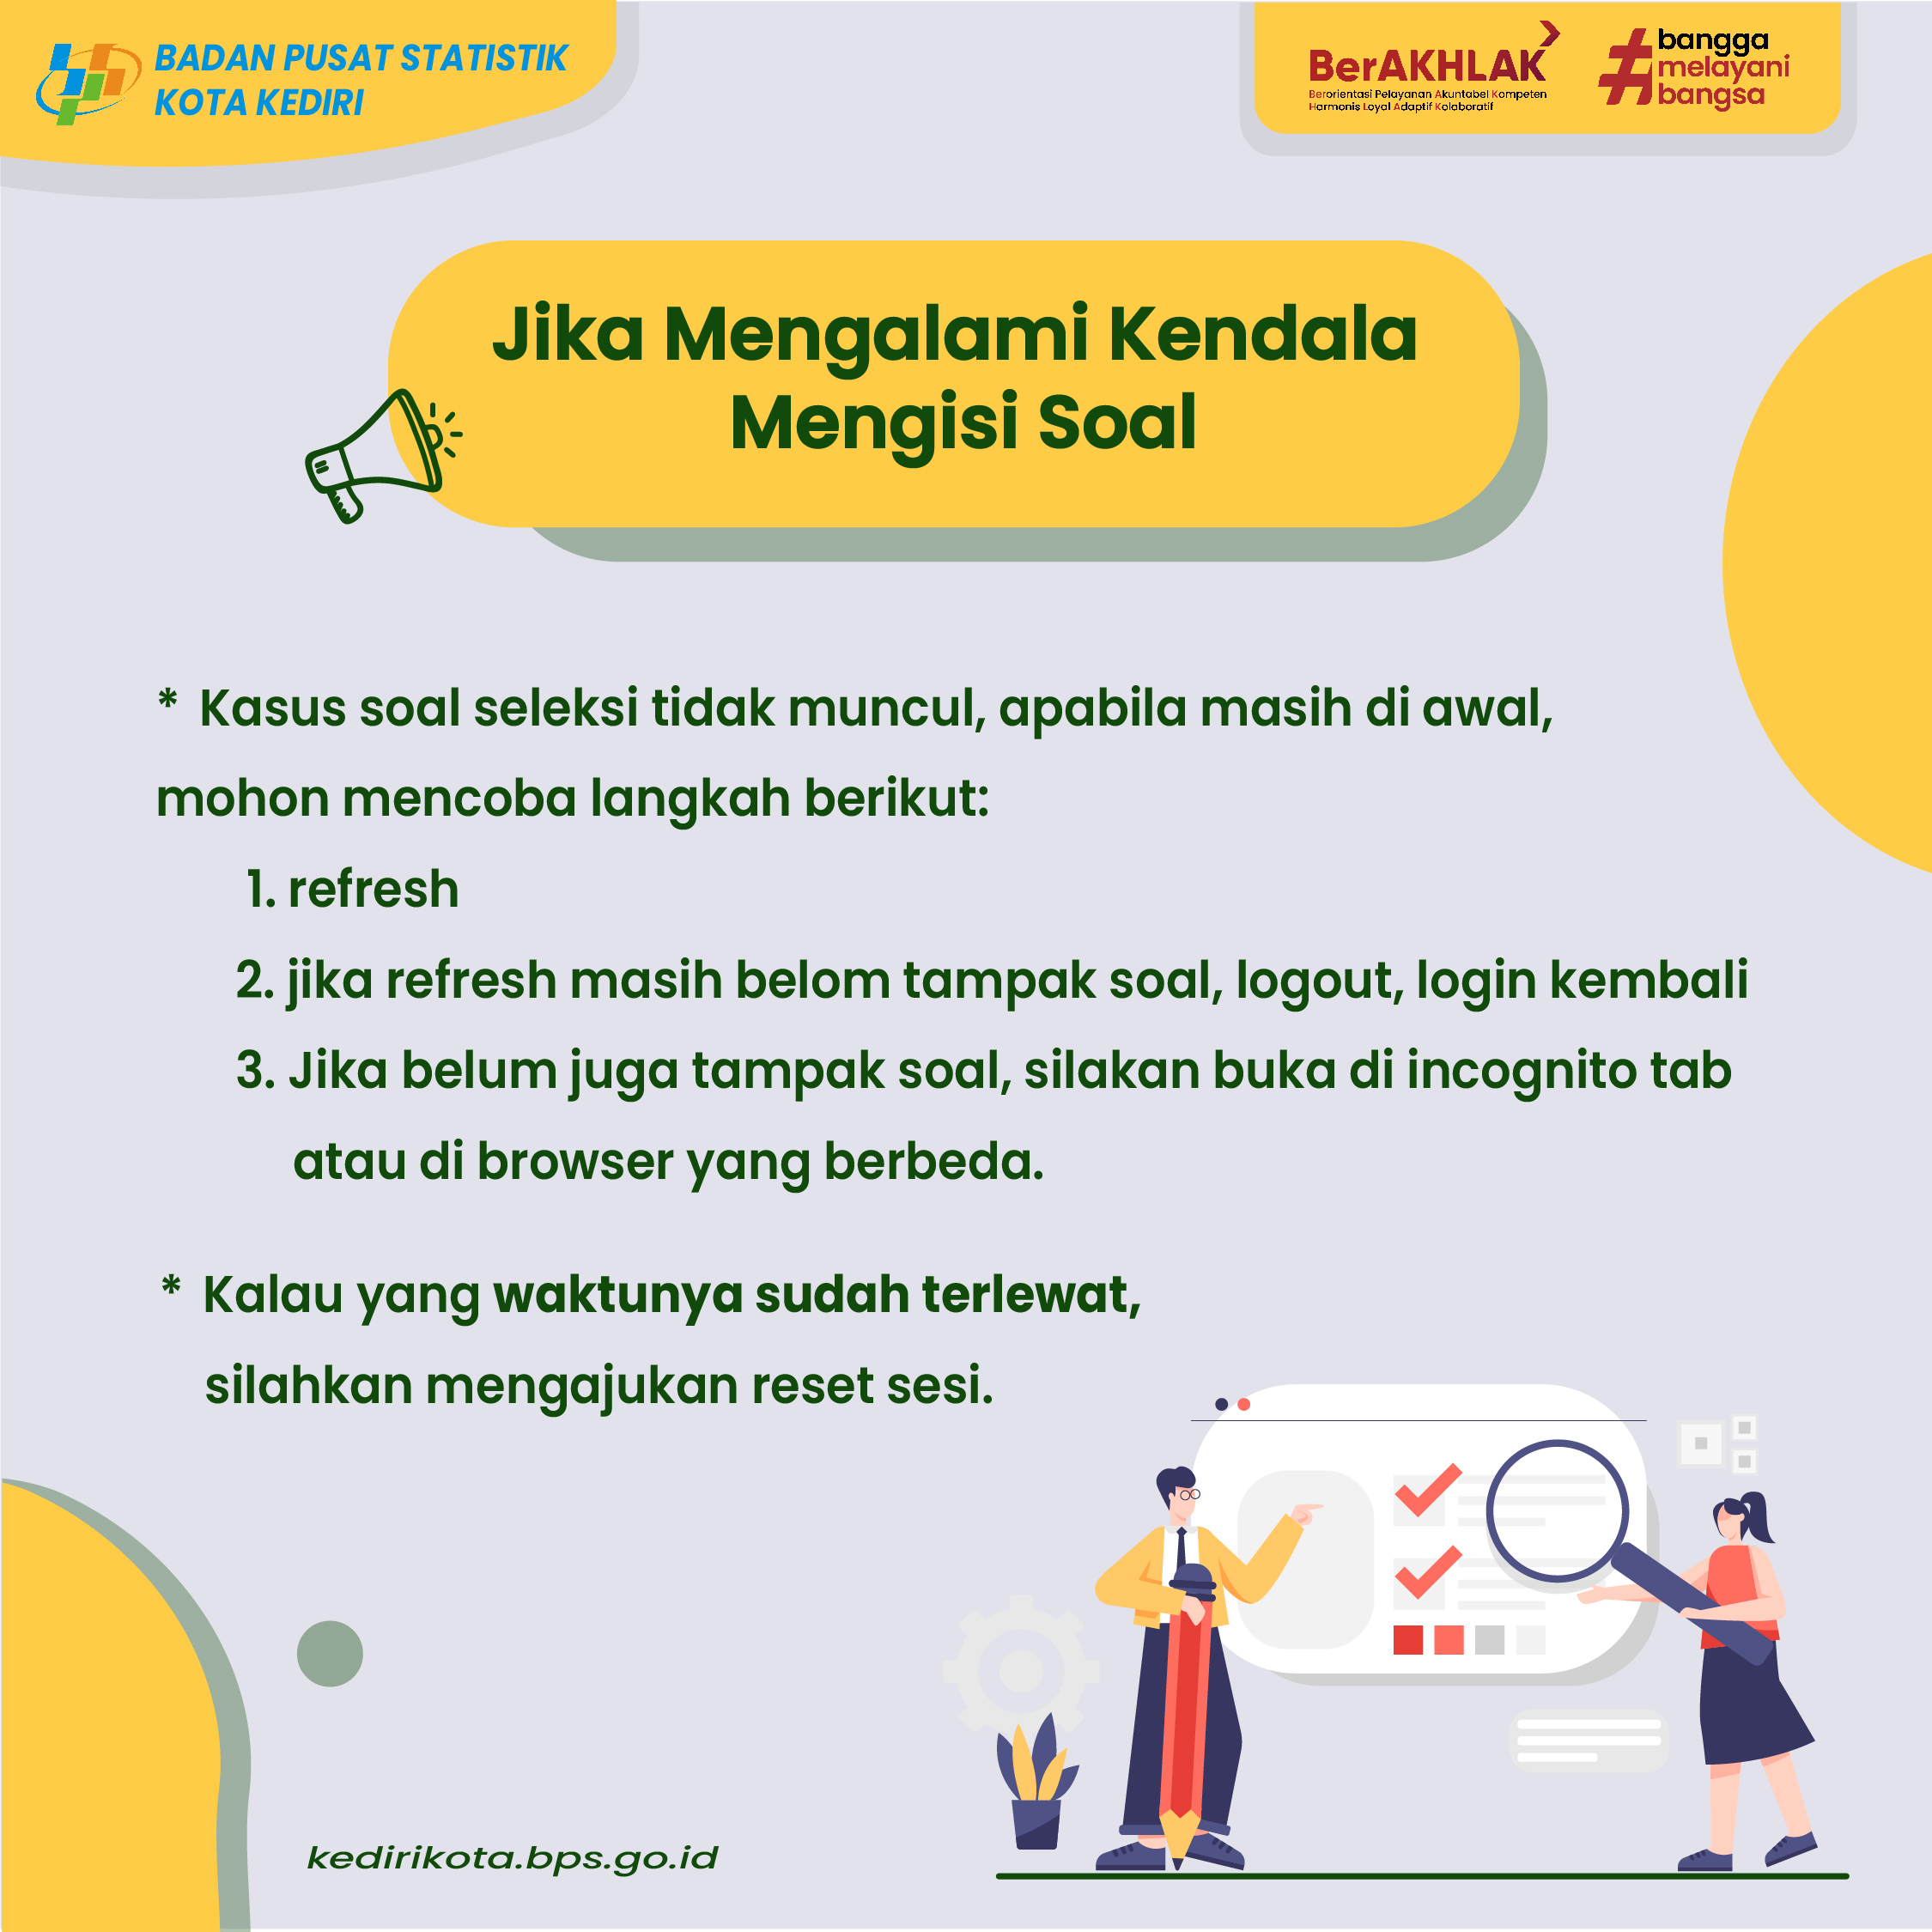 BADAN PUSAT STATISTIK
KOTA KEDIRI
BerAKHLAK
Berorientasi Pelayanan Akuntabel Kompeten
Harmonis Loyal Adaptif Kolaboratif
#bangga
melayani
bangsa
Jika Mengalami Kendala
Mengisi Soal
* Kasus soal seleksi tidak muncul, apabila masih di awal,
mohon mencoba langkah berikut:
1. refresh
2. jika refresh masih belom tampak soal, logout, login kembali
3. Jika belum juga tampak soal, silakan buka di incognito tab
atau di browser yang berbeda.
* Kalau yang waktunya sudah terlewat,
silahkan mengajukan reset sesi.
kedirikota.bps.go.id